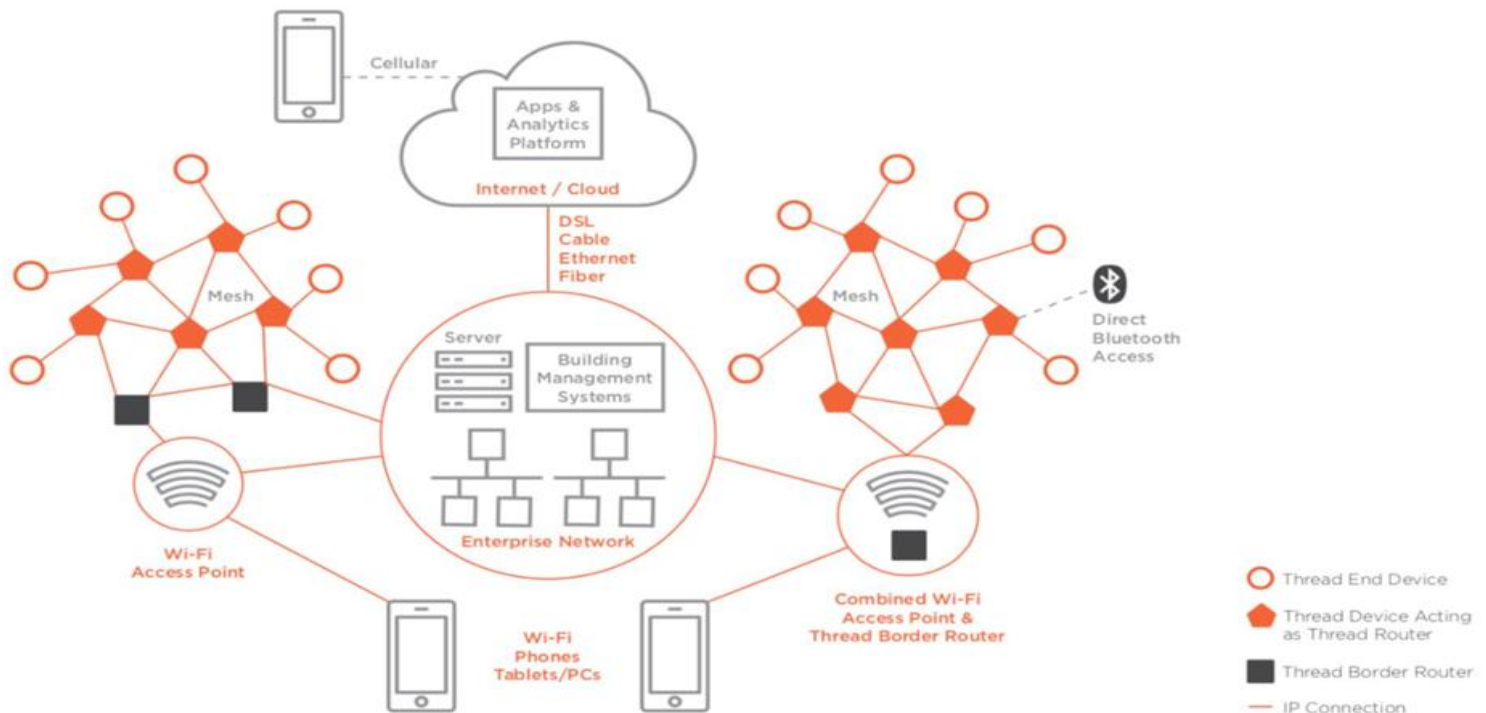 Cellular
Apps &
Analytics
Platform
Internet / Cloud
DSL
Cable
Ethernet
Fiber
Mesh
Mesh
Server
Building
Management
Systems
Direct
Bluetooth
Access
Enterprise Network
Wi-Fi
Access Point
Wi-Fi
Phones
Tablets/PCs
Combined Wi-Fi
Access Point &
Thread Border Router
Thread End Device
Thread Device Acting
as Thread Router
Thread Border Router
IP Connection